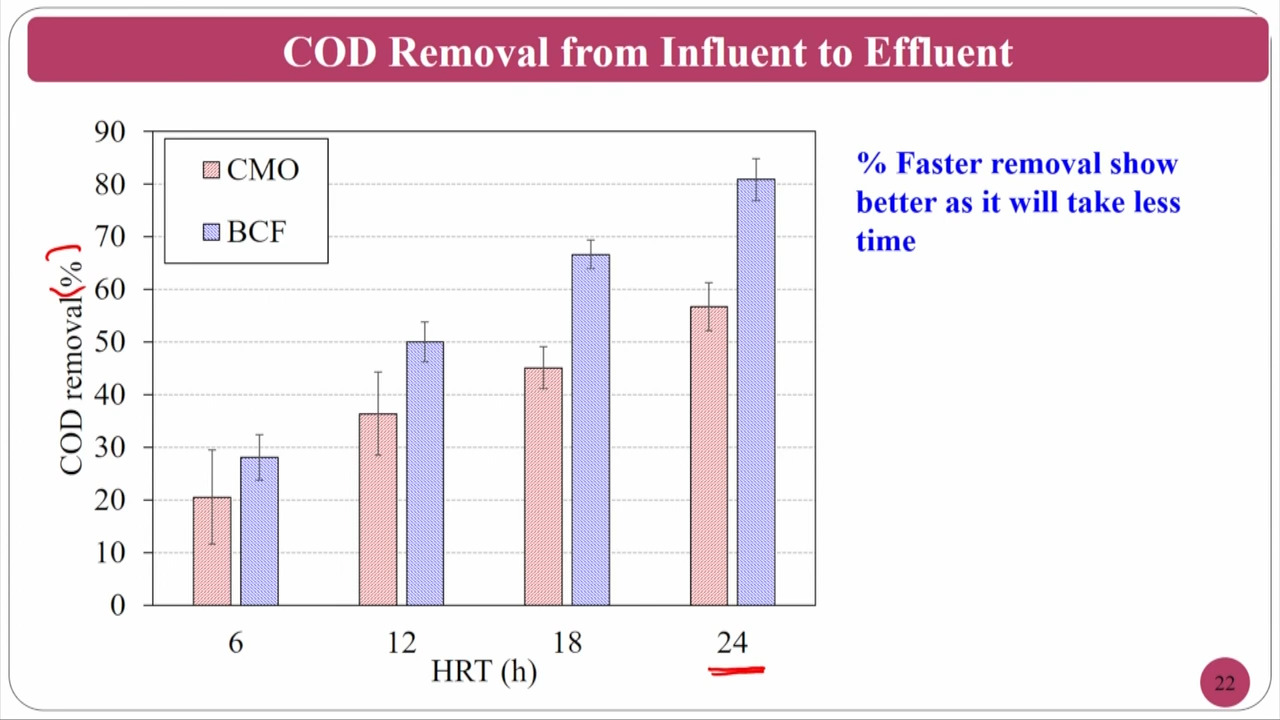 COD Removal from Influent to Effluent
90
80
70
60
50
40
30
20
10
0
COD removal (%)
CMO
BCF
6 12 18 24
HRT (h)
% Faster removal show
better as it will take less
time
22